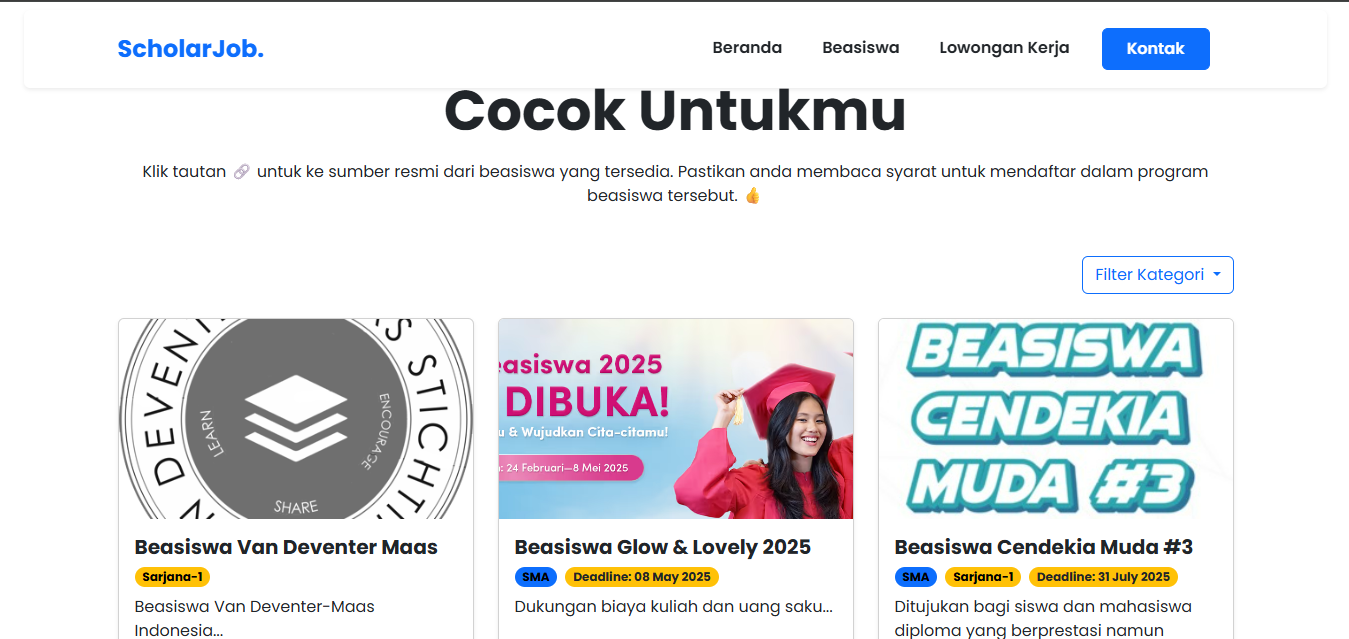 ScholarJob.
Beranda
Beasiswa
Lowongan Kerja
Kontak
Cocok Untukmu
Klik tautan 🔗 untuk ke sumber resmi dari beasiswa yang tersedia. Pastikan anda membaca syarat untuk mendaftar dalam program
beasiswa tersebut. 👍
Filter Kategori
LEARN
ENCOURAGE
SHARE
Beasiswa Van Deventer Maas
Sarjana-1
Beasiswa Van Deventer-Maas
Indonesia...
easiswa 2025
DIBUKA!
u & Wujudkan Cita-citamu!
: 24 Februari—8 Mei 2025
Beasiswa Glow & Lovely 2025
SMA
Deadline: 08 May 2025
Dukungan biaya kuliah dan uang saku...
BEASISWA
CENDEKIA
MUDA #3
Beasiswa Cendekia Muda #3
SMA
Sarjana-1
Deadline: 31 July 2025
Ditujukan bagi siswa dan mahasiswa
diploma yang berprestasi namun